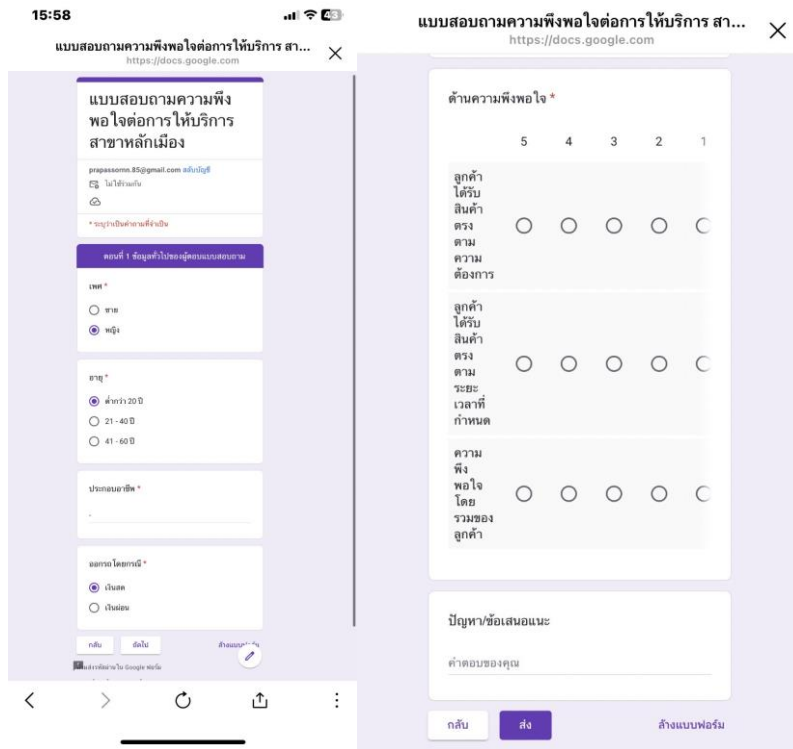 15:58
43
แบบสอบถามความพึงพอใจต่อการให้บริการ สา...
https://docs.google.com
แบบสอบถามความพึง
พอใจต่อการให้บริการ
สาขาหลักเมือง
prapassornn.85@gmail.com สลับบัญชี
ไม่ใช้ร่วมกัน
* ระบุว่าเป็นคำถามที่จำเป็น
ตอนที่ 1 ข้อมูลทั่วไปของผู้ตอบแบบสอบถาม
เพศ *
ชาย
หญิง
อายุ *
ต่ำกว่า 20 ปี
21 - 40 ปี
41 - 60 ปี
ประกอบอาชีพ *
.
ออกรถโดยกรณี *
เงินสด
เงินผ่อน
กลับ
ถัดไป
ล้างแบบฟอร์ม
แบบสอบถามความพึงพอใจต่อการให้บริการ สา...
https://docs.google.com
ด้านความพึงพอใจ *
5 4 3 2 1
ลูกค้า
ได้รับ
สินค้า
ตรง
ตาม
ความ
ต้องการ
ลูกค้า
ได้รับ
สินค้า
ตรง
ตาม
ระยะ
เวลาที่
กำหนด
ความ
พึง
พอใจ
โดย
รวมของ
ลูกค้า
ปัญหา/ข้อเสนอแนะ
คำตอบของคุณ
กลับ
ส่ง
ล้างแบบฟอร์ม